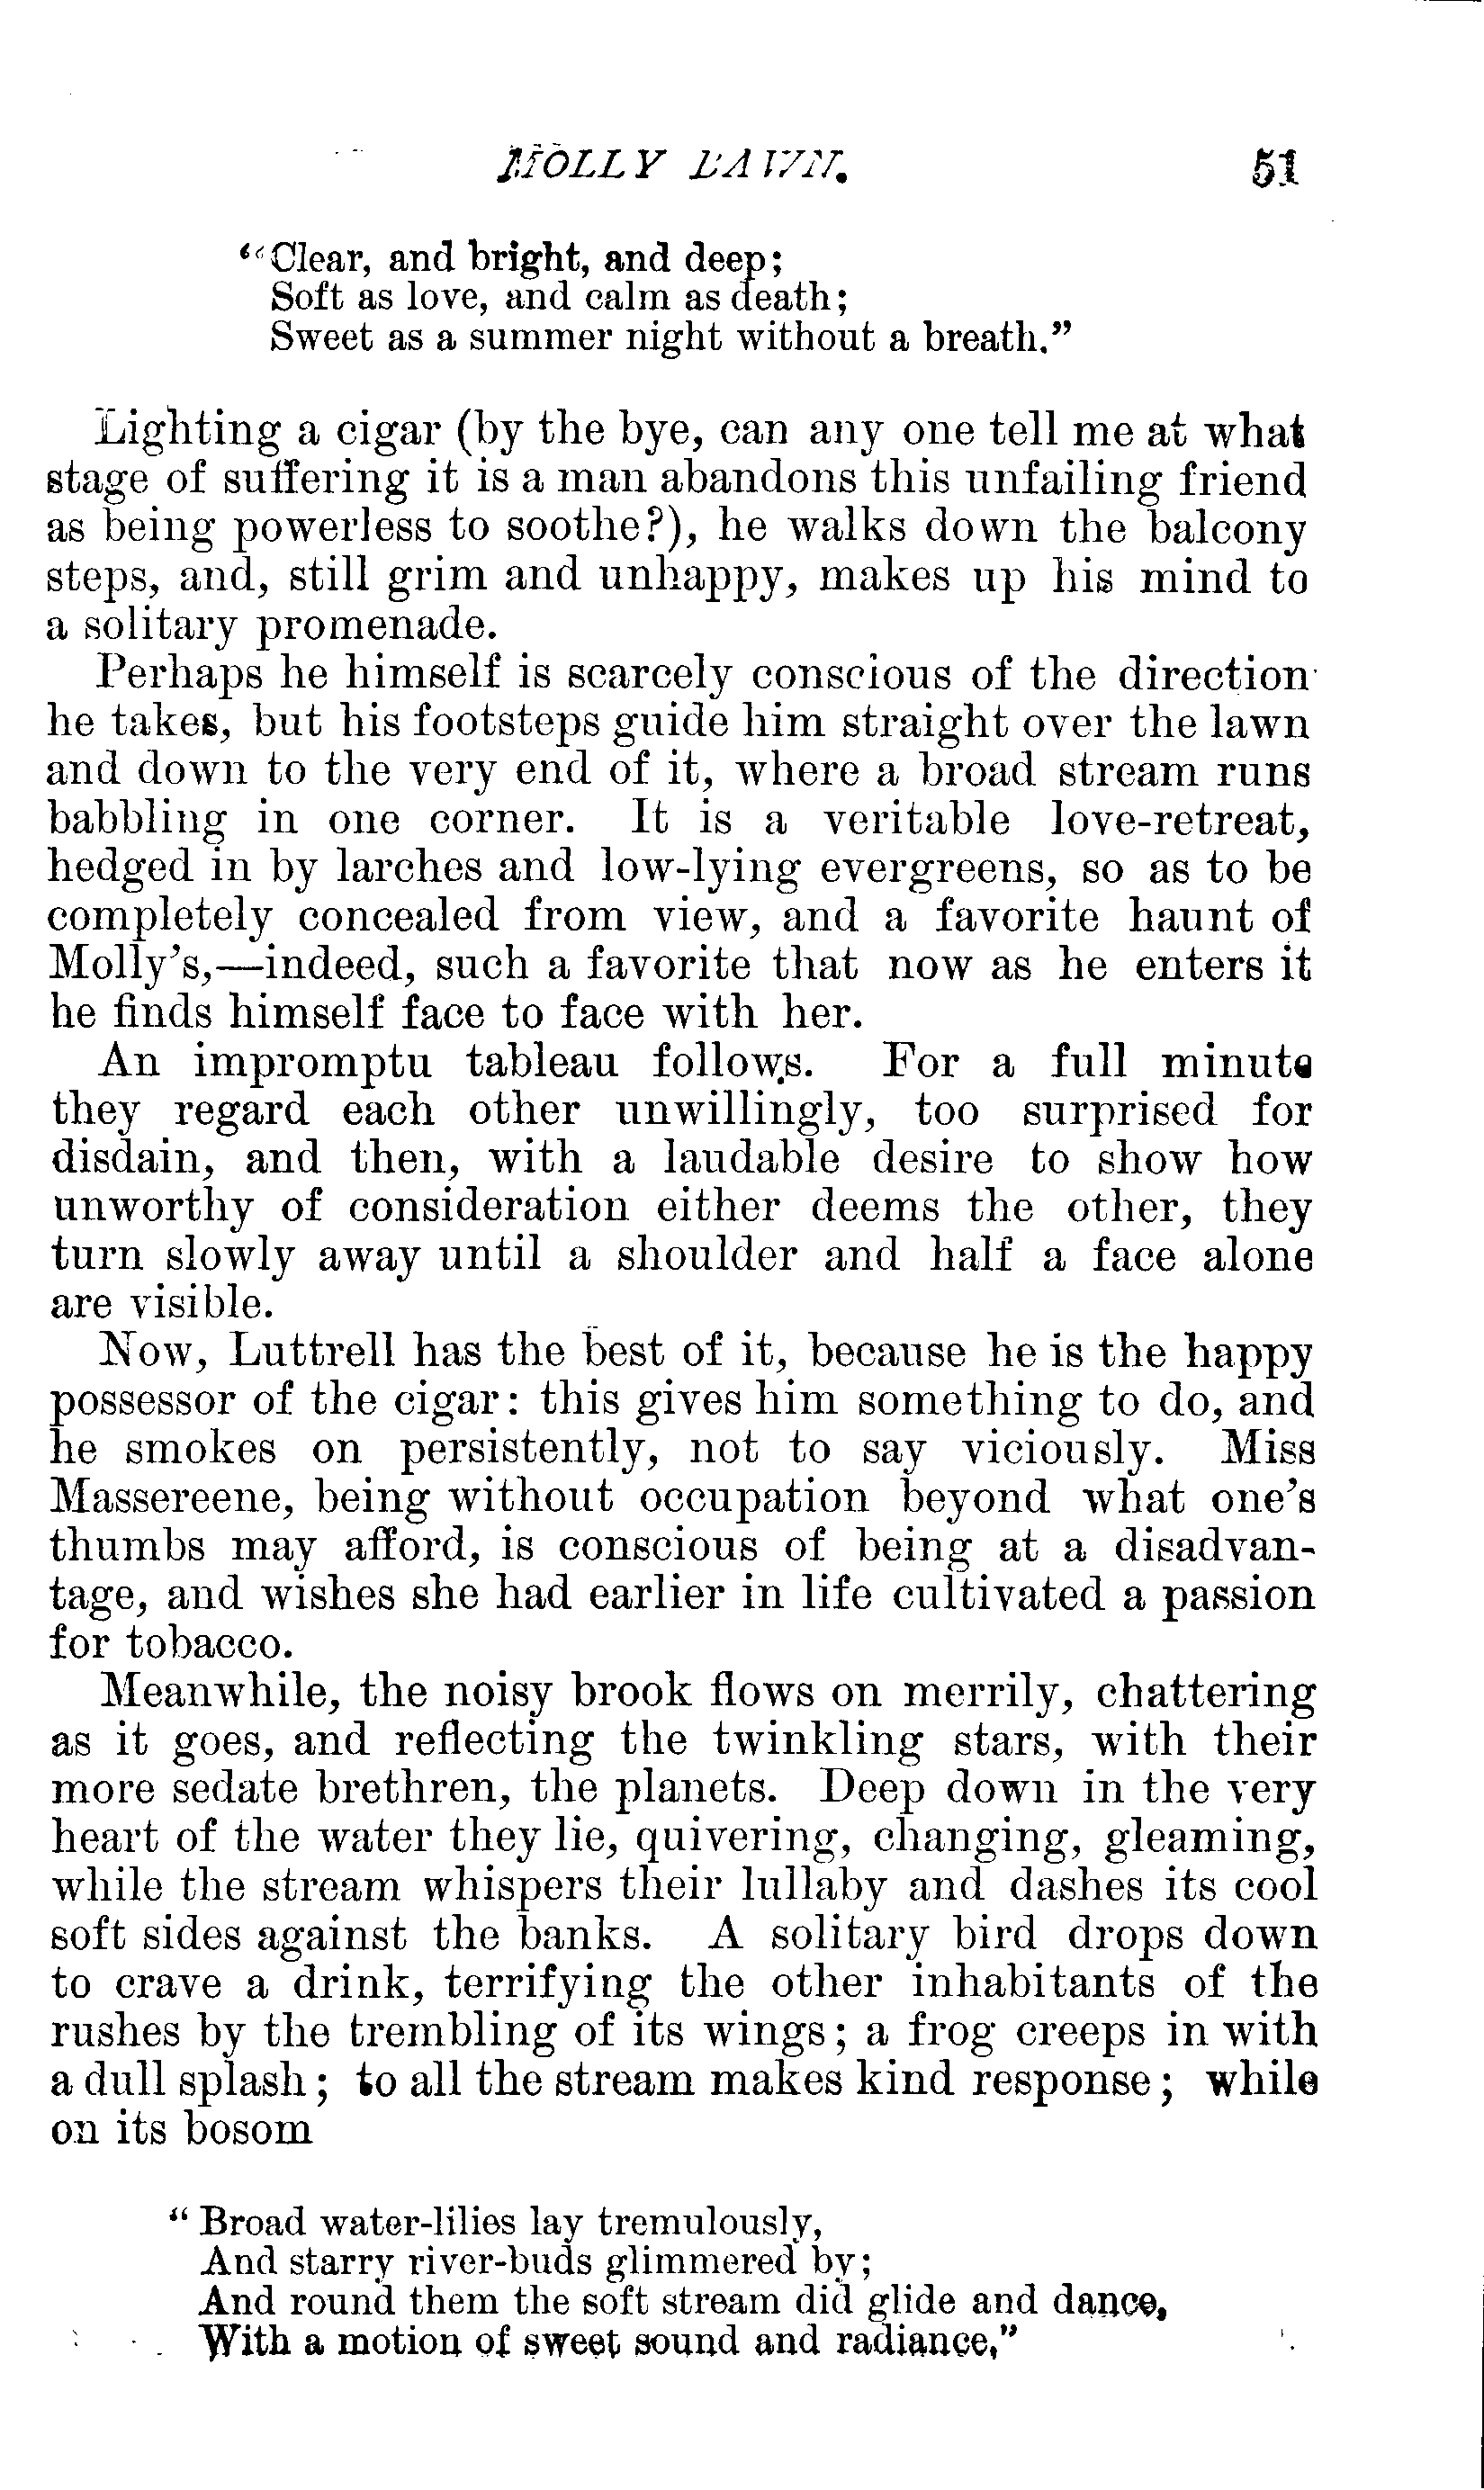 MOLLY BAWN. 51
"Clear, and bright, and deep;
Soft as love, and calm as death;
Sweet as a summer night without a breath."
Lighting a cigar (by the bye, can any one tell me at what
stage of suffering it is a man abandons this unfailing friend
as being powerless to soothe?), he walks down the balcony
steps, and, still grim and unhappy, makes up his mind to
a solitary promenade.
Perhaps he himself is scarcely conscious of the direction
he takes, but his footsteps guide him straight over the lawn
and down to the very end of it, where a broad stream runs
babbling in one corner. It is a veritable love-retreat,
hedged in by larches and low-lying evergreens, so as to be
completely concealed from view, and a favorite haunt of
Molly's,—indeed, such a favorite that now as he enters it
he finds himself face to face with her.
An impromptu tableau follows. For a full minute
they regard each other unwillingly, too surprised for
disdain, and then, with a laudable desire to show how
unworthy of consideration either deems the other, they
turn slowly away until a shoulder and half a face alone
are visible.
Now, Luttrell has the best of it, because he is the happy
possessor of the cigar: this gives him something to do, and
he smokes on persistently, not to say viciously. Miss
Massereene, being without occupation beyond what one's
thumbs may afford, is conscious of being at a disadvan-
tage, and wishes she had earlier in life cultivated a passion
for tobacco.
Meanwhile, the noisy brook flows on merrily, chattering
as it goes, and reflecting the twinkling stars, with their
more sedate brethren, the planets. Deep down in the very
heart of the water they lie, quivering, changing, gleaming,
while the stream whispers their lullaby and dashes its cool
soft sides against the banks. A solitary bird drops down
to crave a drink, terrifying the other inhabitants of the
rushes by the trembling of its wings; a frog creeps in with
a dull splash; to all the stream makes kind response; while
on its bosom
"Broad water-lilies lay tremulously,
And starry river-buds glimmered by;
And round them the soft stream did glide and dance,
With a motion of sweet sound and radiance."